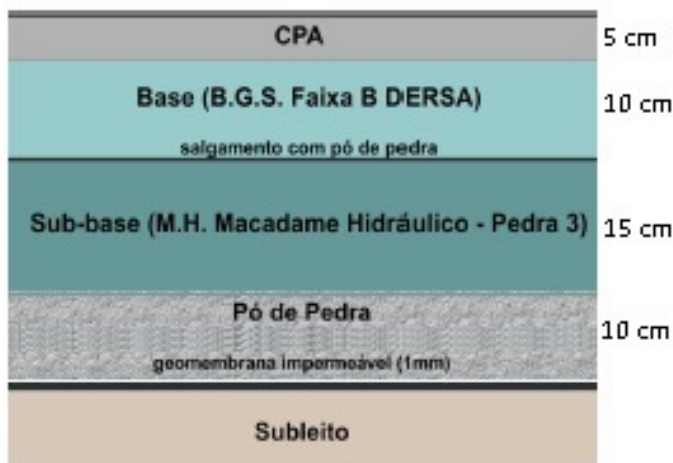 CPA
5 cm
Base (B.G.S. Faixa B DERSA)
10 cm
salgamento com pó de pedra
Sub-base (M.H. Macadame Hidráulico - Pedra 3)
15 cm
Pó de Pedra
10 cm
geomembrana impermeável (1mm)
Subleito